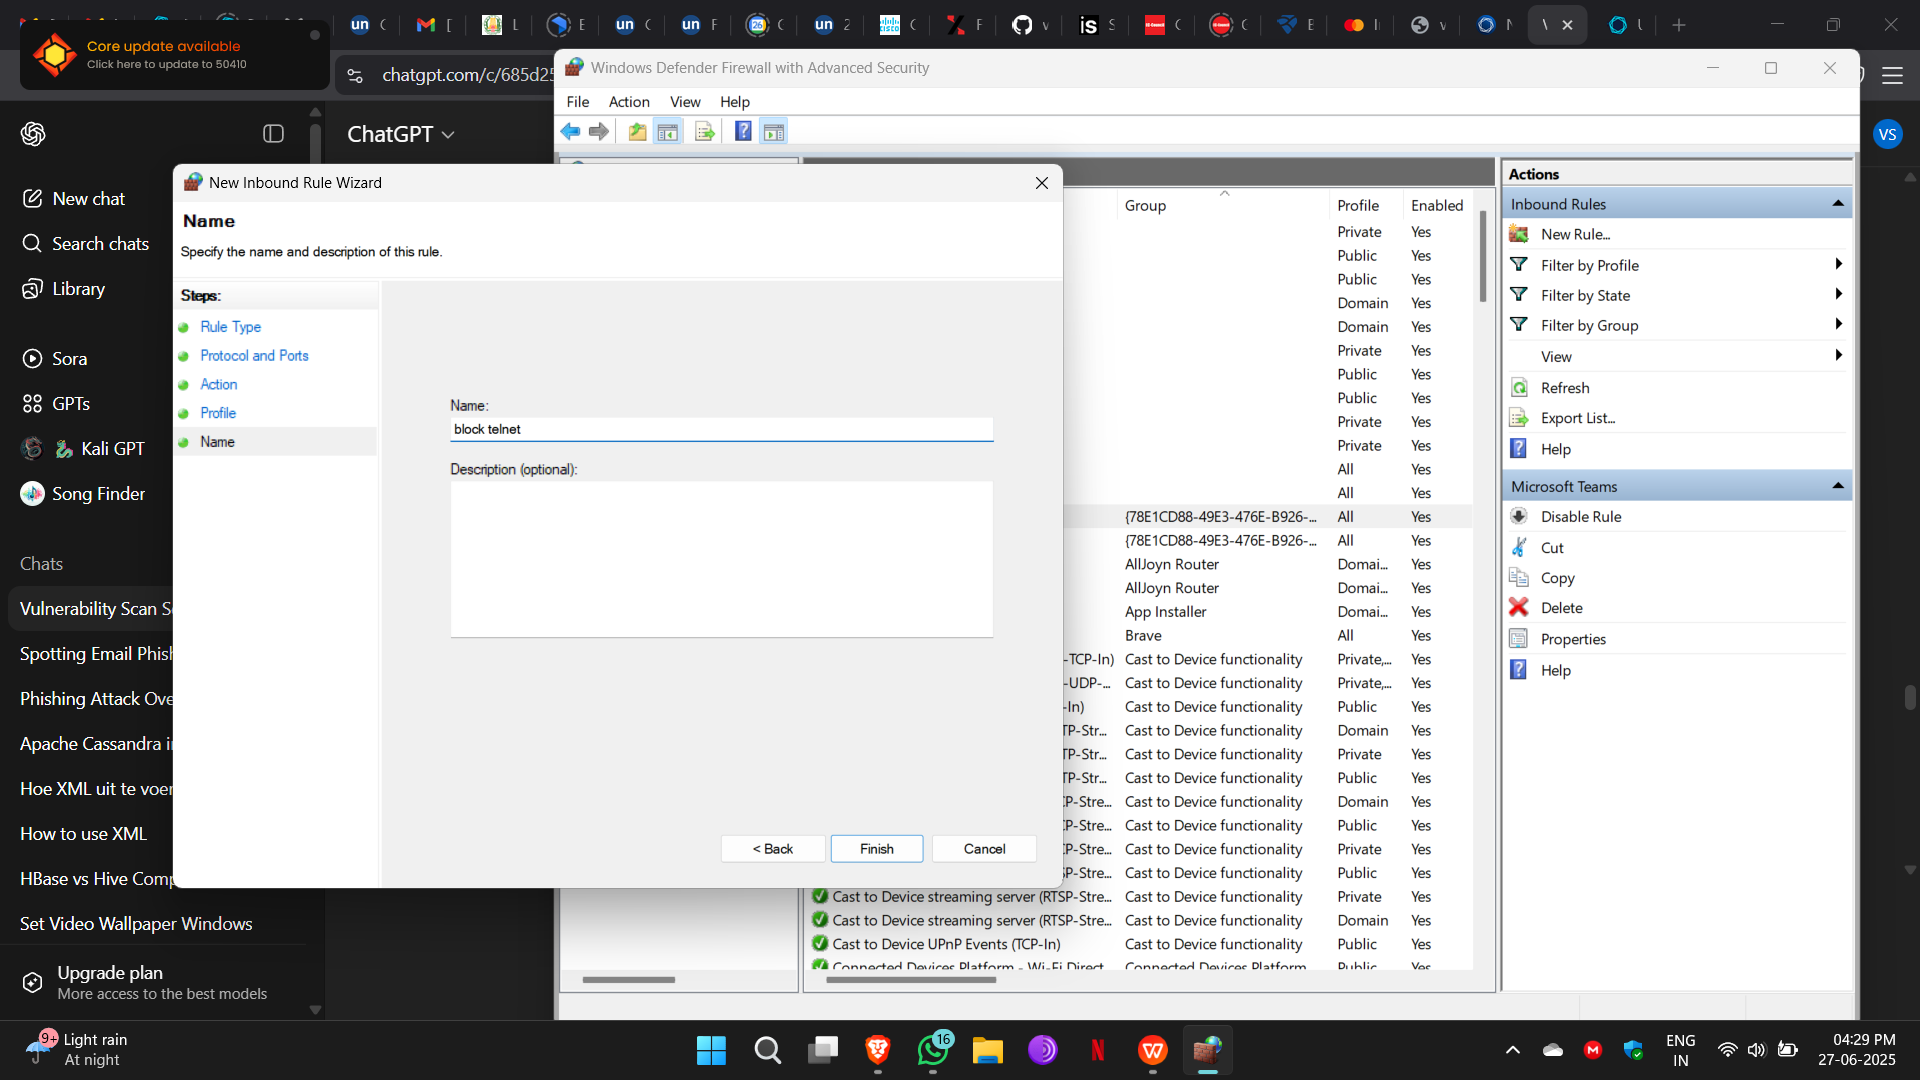 Core update available
Click here to update to 50410
chatgpt.com/c/685d25
ChatGPT
VS
New chat
Search chats
Library
Sora
GPTs
Kali GPT
Song Finder
Chats
Vulnerability Scan S
Spotting Email Phish
Phishing Attack Ove
Apache Cassandra i
Hoe XML uit te voer
How to use XML
HBase vs Hive Comp
Set Video Wallpaper Windows
Upgrade plan
More access to the best models
Windows Defender Firewall with Advanced Security
File Action View Help
New Inbound Rule Wizard
Name
Specify the name and description of this rule.
Steps:
Rule Type
Protocol and Ports
Action
Profile
Name
Name:
block telnet
Description (optional):
< Back Finish Cancel
Group Profile Enabled
Private Yes
Public Yes
Public Yes
Domain Yes
Domain Yes
Private Yes
Public Yes
Public Yes
Private Yes
Private Yes
All Yes
All Yes
{78E1CD88-49E3-476E-B926-... All Yes
{78E1CD88-49E3-476E-B926-... All Yes
AllJoyn Router Domai... Yes
AllJoyn Router Domai... Yes
App Installer Domai... Yes
Brave All Yes
-TCP-In) Cast to Device functionality Private,... Yes
-UDP-... Cast to Device functionality Private,... Yes
-In) Cast to Device functionality Public Yes
TP-Str... Cast to Device functionality Domain Yes
TP-Str... Cast to Device functionality Private Yes
TP-Str... Cast to Device functionality Public Yes
P-Stre... Cast to Device functionality Domain Yes
P-Stre... Cast to Device functionality Public Yes
P-Stre... Cast to Device functionality Private Yes
P-Stre... Cast to Device functionality Public Yes
Cast to Device streaming server (RTSP-Stre... Cast to Device functionality Private Yes
Cast to Device streaming server (RTSP-Stre... Cast to Device functionality Domain Yes
Cast to Device UPnP Events (TCP-In) Cast to Device functionality Public Yes
Connected Devices Platform - Wi-Fi Direct Connected Devices Platform Public Yes
Actions
Inbound Rules
New Rule...
Filter by Profile
Filter by State
Filter by Group
View
Refresh
Export List...
Help
Microsoft Teams
Disable Rule
Cut
Copy
Delete
Properties
Help
9+
Light rain
At night
16
ENG
IN
04:29 PM
27-06-2025